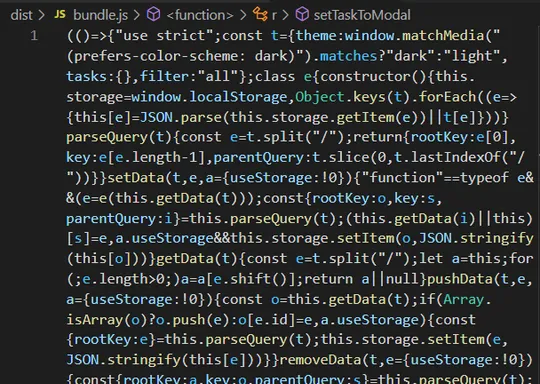 dist > JS bundle.js > <function> > r > setTaskToModal
1 (()=>{"use strict";const t={theme:window.matchMedia("
(prefers-color-scheme: dark)").matches?"dark":"light",
tasks:{},filter:"all"};class e{constructor(){this.
storage=window.localStorage,Object.keys(t).forEach((e=>
{this[e]=JSON.parse(this.storage.getItem(e))||t[e]}))}
parseQuery(t){const e=t.split("/");return{rootKey:e[0],
key:e[e.length-1],parentQuery:t.slice(0,t.lastIndexOf("/
"))}}setData(t,e,a={useStorage:!0}){"function"==typeof e&
&(e=e(this.getData(t)));const{rootKey:o,key:s,
parentQuery:i}=this.parseQuery(t);(this.getData(i)||this)
[s]=e,a.useStorage&&this.storage.setItem(o,JSON.stringify
(this[o]))}getData(t){const e=t.split("/");let a=this;for
(;e.length>0;)a=a[e.shift()];return a||null}pushData(t,e,
a={useStorage:!0}){const o=this.getData(t);if(Array.
isArray(o)?o.push(e):o[e.id]=e,a.useStorage){const
{rootKey:e}=this.parseQuery(t);this.storage.setItem(e,
JSON.stringify(this[e]))}}removeData(t,e={useStorage:!0})
{const{rootKey:a,key:o,parentQuery:s}=this.parseQuery(t);